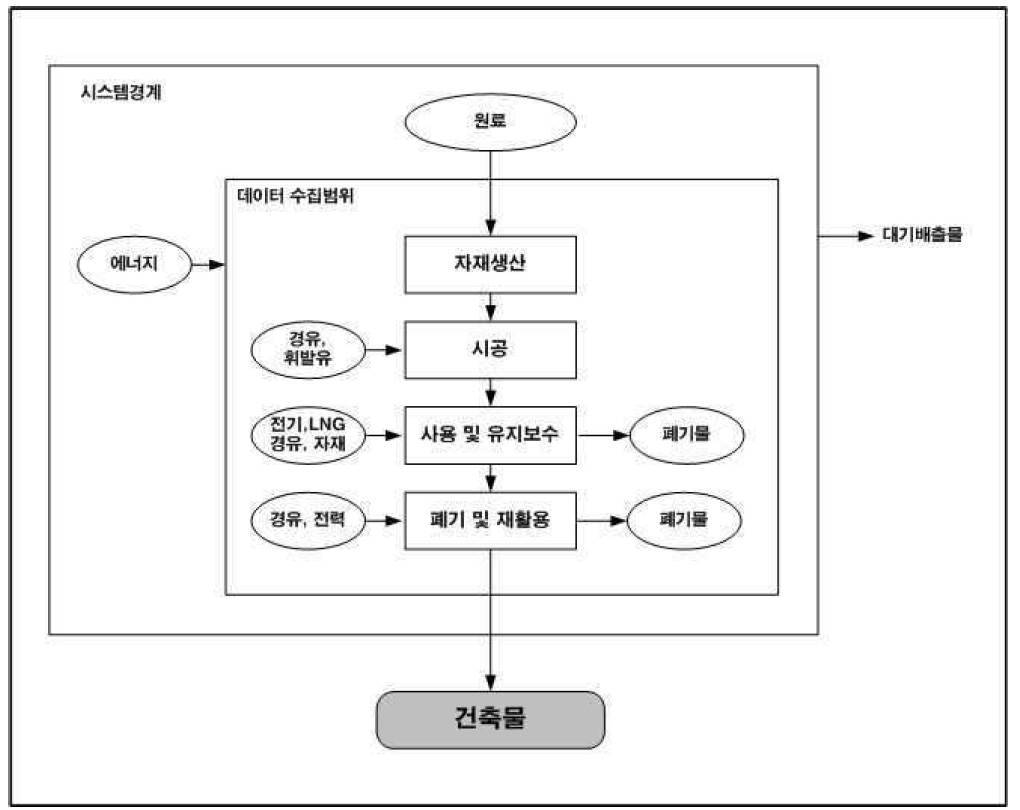 시스템경계
원료
데이터 수집범위
대기배출물
에너지
자재생산
경유,
휘발유
시공
전기,LNG
경유, 자재
사용 및 유지보수
폐기물
경유, 전력
폐기 및 재활용
폐기물
건축물